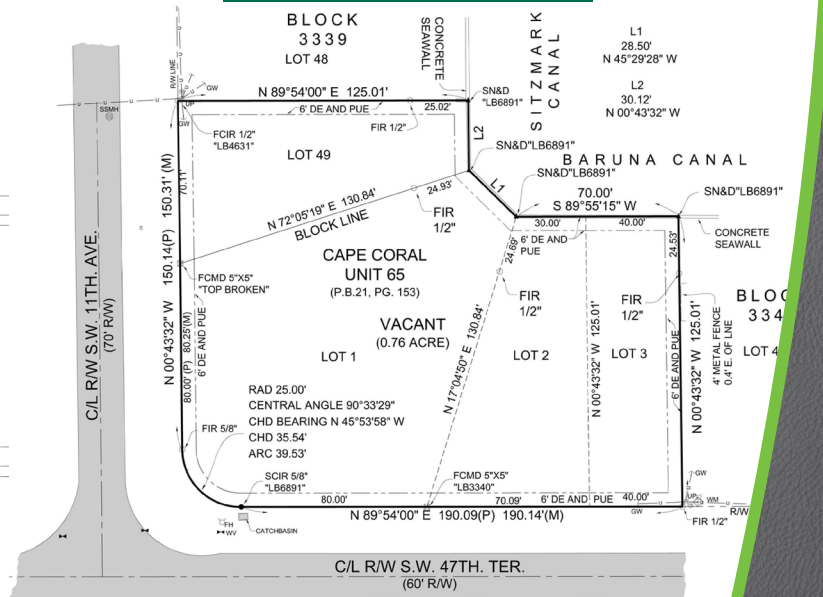 BLOCK
3339
LOT 48
CONCRETE
SEAWALL
SITZMARK
CANAL
L1
28.50'
N 45°29'28" W
L2
30.12'
N 00°43'32" W
R/W LINE
GW
UP
GW
SSMH
N 89°54'00" E 125.01'
6' DE AND PUE
25.02'
SN&D
"LB6891"
FCIR 1/2"
"LB4631"
FIR 1/2"
LOT 49
L2
SN&D"LB6891"
BARUNA CANAL
L1
SN&D"LB6891"
70.00'
S 89°55'15" W
SN&D"LB6891"
30.00'
40.00'
CONCRETE
SEAWALL
N 72°05'19" E 130.84'
BLOCK LINE
24.93'
FIR
1/2"
6' DE AND
PUE
24.69'
24.53'
N 00°43'32" W 150.14'(P) 150.31' (M)
70.11'
80.00' (P) 80.25'(M)
6' DE AND PUE
FCMD 5"X5"
"TOP BROKEN"
CAPE CORAL
UNIT 65
(P.B.21, PG. 153)
VACANT
(0.76 ACRE)
FIR
1/2"
FIR
1/2"
BLOC
334
LOT 4
4' METAL FENCE
0.4' E. OF LNE
C/L R/W S.W. 11TH. AVE.
(70' R/W)
LOT 1
LOT 2
LOT 3
N 17°04'50" E 130.84'
N 00°43'32" W 125.01'
6' DE AND PUE
N 00°43'32" W 125.01'
RAD 25.00'
CENTRAL ANGLE 90°33'29"
CHD BEARING N 45°53'58" W
CHD 35.54'
ARC 39.53'
FIR 5/8"
SCIR 5/8"
"LB6891"
FCMD 5"X5"
"LB3340"
80.00'
70.09'
6' DE AND PUE
40.00'
GW
UP
WM
GW
R/W
N 89°54'00" E 190.09(P) 190.14'(M)
FIR 1/2"
FH
WV
CATCHBASIN
C/L R/W S.W. 47TH. TER.
(60' R/W)